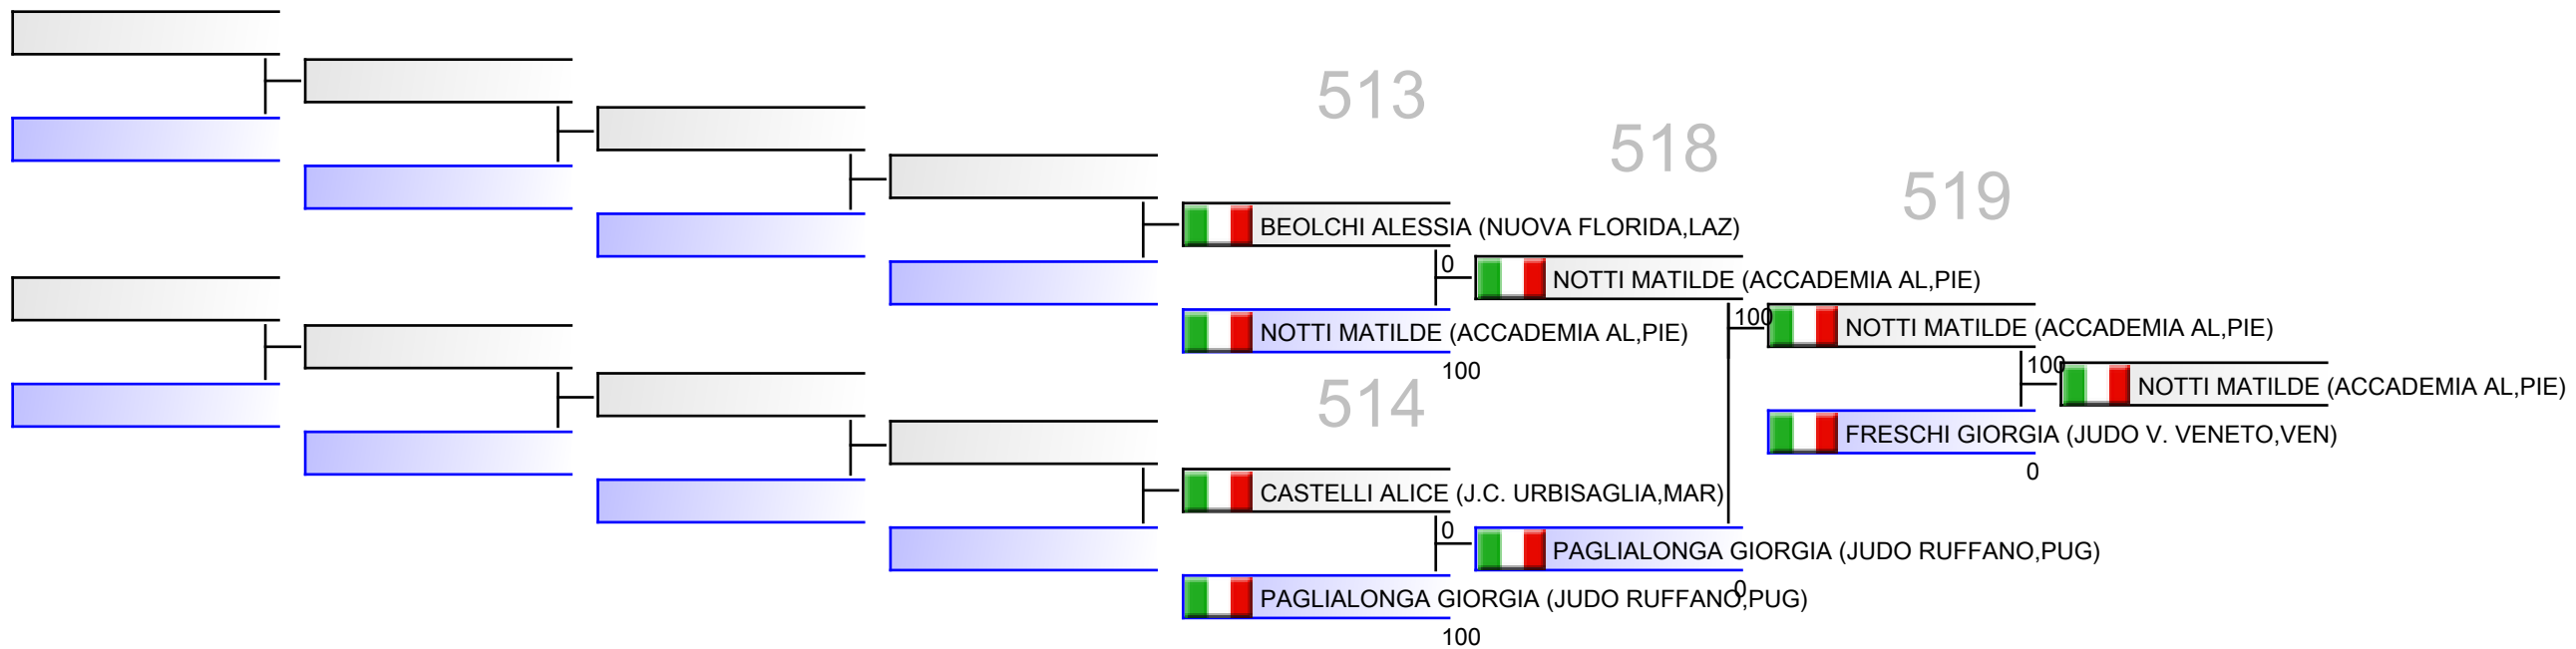 513
518
519
BEOLCHI ALESSIA (NUOVA FLORIDA,LAZ)
0
NOTTI MATILDE (ACCADEMIA AL,PIE)
NOTTI MATILDE (ACCADEMIA AL,PIE)
100
100
NOTTI MATILDE (ACCADEMIA AL,PIE)
100
NOTTI MATILDE (ACCADEMIA AL,PIE)
514
FRESCHI GIORGIA (JUDO V. VENETO,VEN)
0
CASTELLI ALICE (J.C. URBISAGLIA,MAR)
0
PAGLIALONGA GIORGIA (JUDO RUFFANO,PUG)
0
PAGLIALONGA GIORGIA (JUDO RUFFANO,PUG)
100